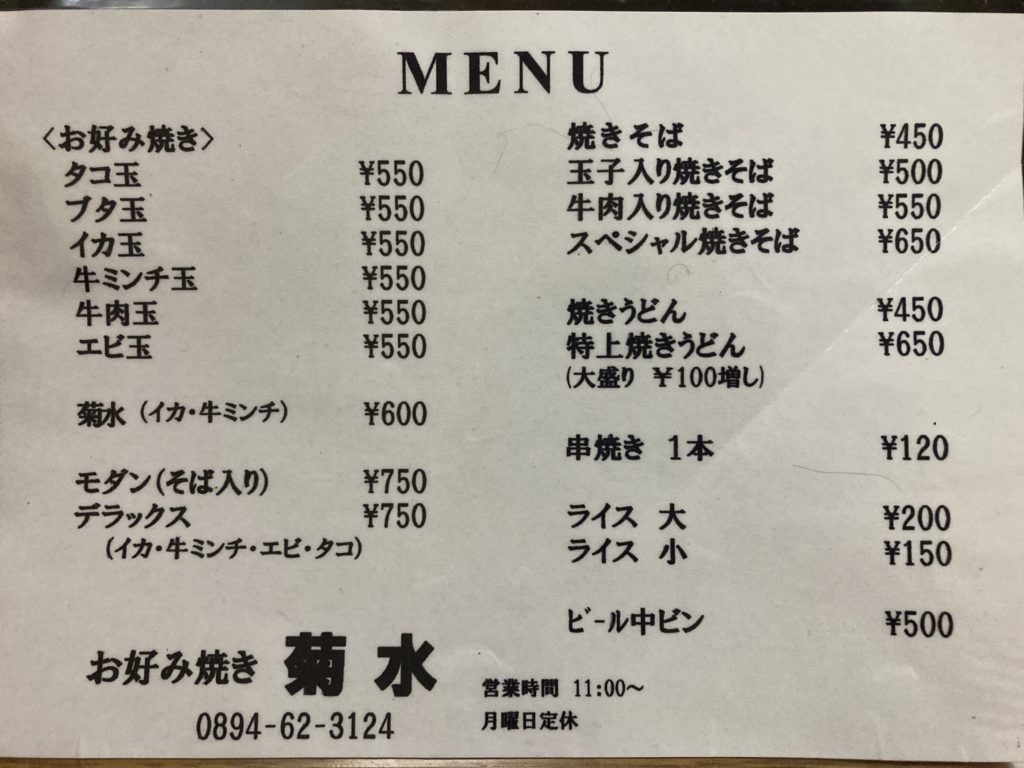 MENU
〈お好み焼き〉
タコ玉 ¥550
ブタ玉 ¥550
イカ玉 ¥550
牛ミンチ玉 ¥550
牛肉玉 ¥550
エビ玉 ¥550
菊水（イカ・牛ミンチ） ¥600
モダン(そば入り) ¥750
デラックス ¥750
(イカ・牛ミンチ・エビ・タコ)
焼きそば ¥450
玉子入り焼きそば ¥500
牛肉入り焼きそば ¥550
スペシャル焼きそば ¥650
焼きうどん ¥450
特上焼きうどん ¥650
(大盛り ￥100増し)
串焼き 1本 ¥120
ライス 大 ¥200
ライス 小 ¥150
ﾋﾞｰﾙ中ビン ¥500
お好み焼き 菊水
0894-62-3124
営業時間 11:00～
月曜日定休